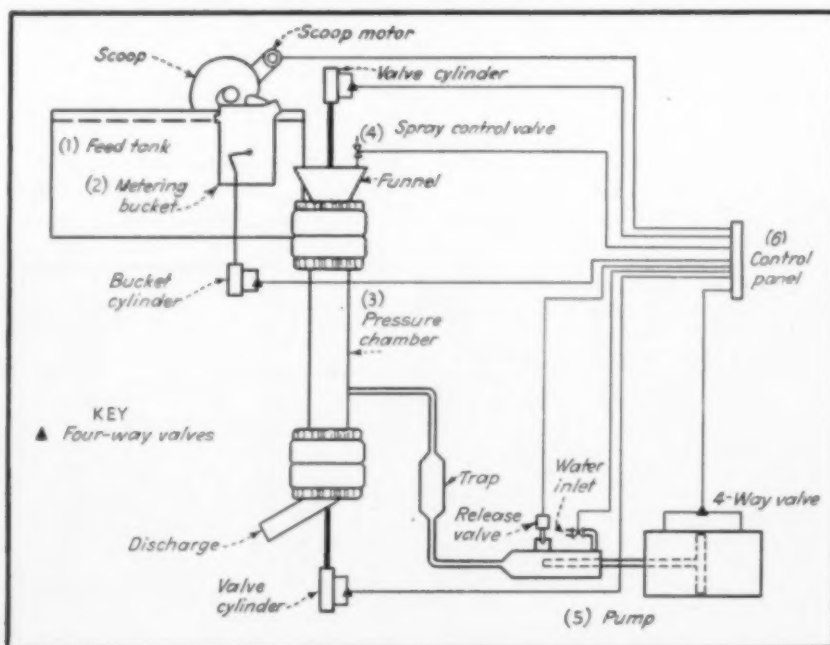 Scoop motor
Scoop
Valve cylinder
(4) Spray control valve
(1) Feed tank
Funnel
(2) Metering
bucket
(6)
Control
panel
Bucket
cylinder
(3)
Pressure
chamber
KEY
▲ Four-way valves
Trap
Water
inlet
4-Way valve
Release
valve
Discharge
Valve
cylinder
(5) Pump